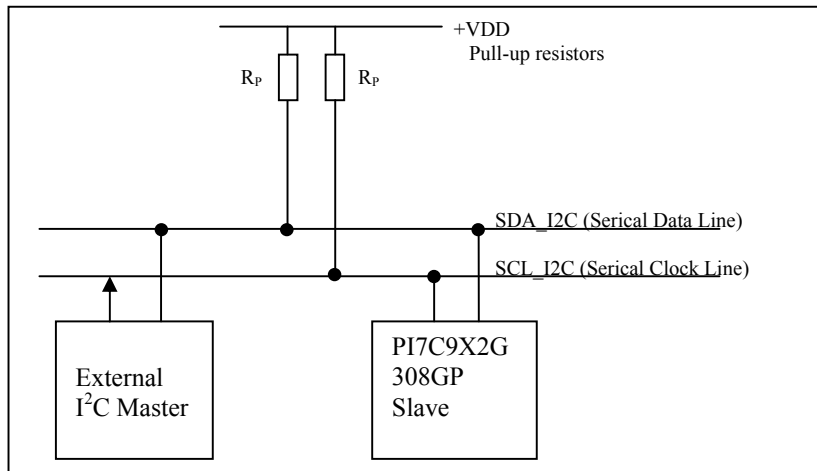 +VDD
Pull-up resistors
RP RP
SDA_I2C (Serical Data Line)
SCL_I2C (Serical Clock Line)
External
I²C Master
PI7C9X2G
308GP
Slave